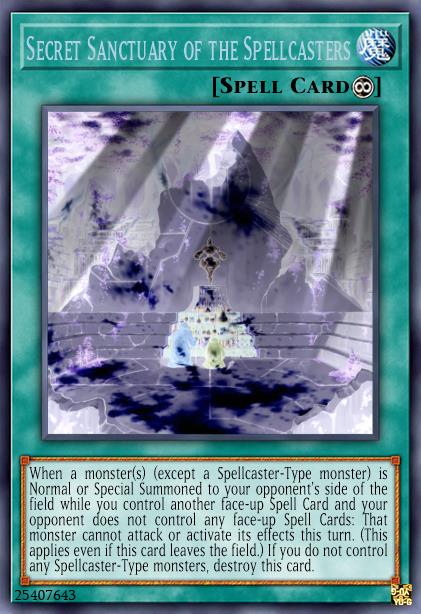 Secret Sanctuary of the Spellcasters
魔
[Spell Card]
When a monster(s) (except a Spellcaster-Type monster) is
Normal or Special Summoned to your opponent's side of the
field while you control another face-up Spell Card and your
opponent does not control any face-up Spell Cards: That
monster cannot attack or activate its effects this turn. (This
applies even if this card leaves the field.) If you do not control
any Spellcaster-Type monsters, destroy this card.
25407643